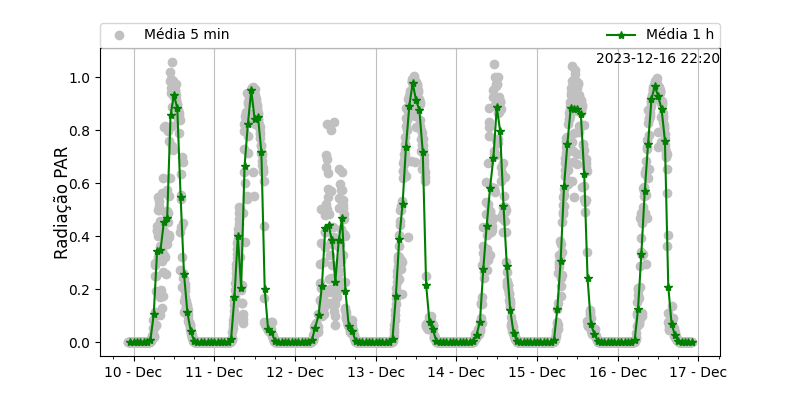 Média 5 min
Média 1 h
2023-12-16 22:20
Radiação PAR
1.0
0.8
0.6
0.4
0.2
0.0
10 - Dec
11 - Dec
12 - Dec
13 - Dec
14 - Dec
15 - Dec
16 - Dec
17 - Dec